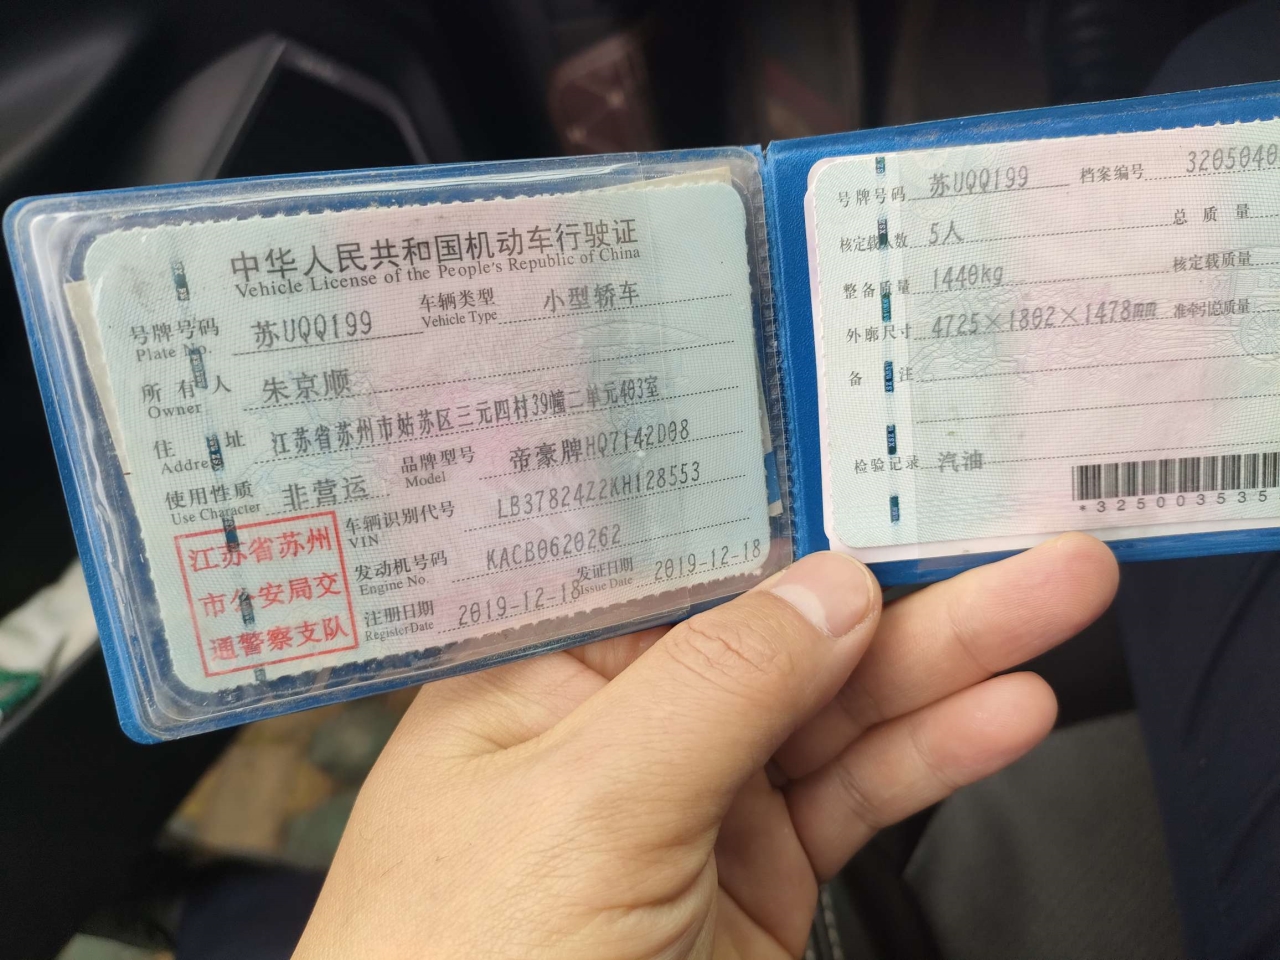 中华人民共和国机动车行驶证
Vehicle License of the People's Republic of China
号牌号码 苏UQQ199 车辆类型 小型轿车
Plate No. Vehicle Type
所有人 朱京顺
Owner
住址 江苏省苏州市姑苏区三元四村39幢二单元403室
Address
使用性质 非营运 品牌型号 帝豪牌HQ7142D08
Use Character Model
江苏省苏州
市公安局交
通警察支队
车辆识别代号 LB37824Z2KH128553
VIN
发动机号码 KACB0620262
Engine No.
注册日期 2019-12-18 发证日期 2019-12-18
Register Date Issue Date
号牌号码 苏UQQ199 档案编号 3205040
核定载人数 5人 总质量
整备质量 1440kg 核定载质量
外廓尺寸 4725×1802×1478mm 准牵引总质量
备注
检验记录 汽油
*325003535